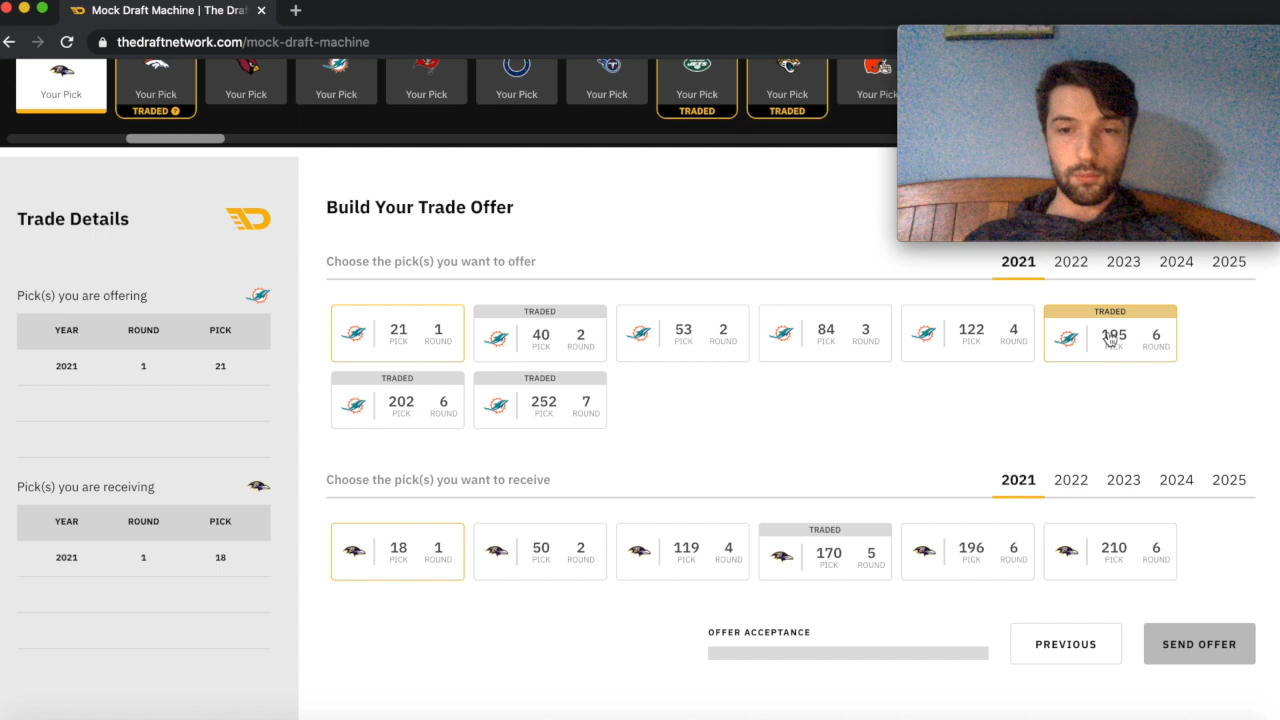 Mock Draft Machine | The Dra
thedraftnetwork.com/mock-draft-machine
Your Pick Your Pick Your Pick Your Pick Your Pick Your Pick Your Pick Your Pick Your Pick Your Pick
TRADED TRADED TRADED
Trade Details
Build Your Trade Offer
Choose the pick(s) you want to offer 2021 2022 2023 2024 2025
Pick(s) you are offering
YEAR ROUND PICK
2021 1 21
21 PICK 1 ROUND
TRADED 40 PICK 2 ROUND
53 PICK 2 ROUND
84 PICK 3 ROUND
122 PICK 4 ROUND
TRADED 195 PICK 6 ROUND
TRADED 202 PICK 6 ROUND
TRADED 252 PICK 7 ROUND
Pick(s) you are receiving
YEAR ROUND PICK
2021 1 18
Choose the pick(s) you want to receive 2021 2022 2023 2024 2025
18 PICK 1 ROUND
50 PICK 2 ROUND
119 PICK 4 ROUND
TRADED 170 PICK 5 ROUND
196 PICK 6 ROUND
210 PICK 6 ROUND
OFFER ACCEPTANCE
PREVIOUS
SEND OFFER